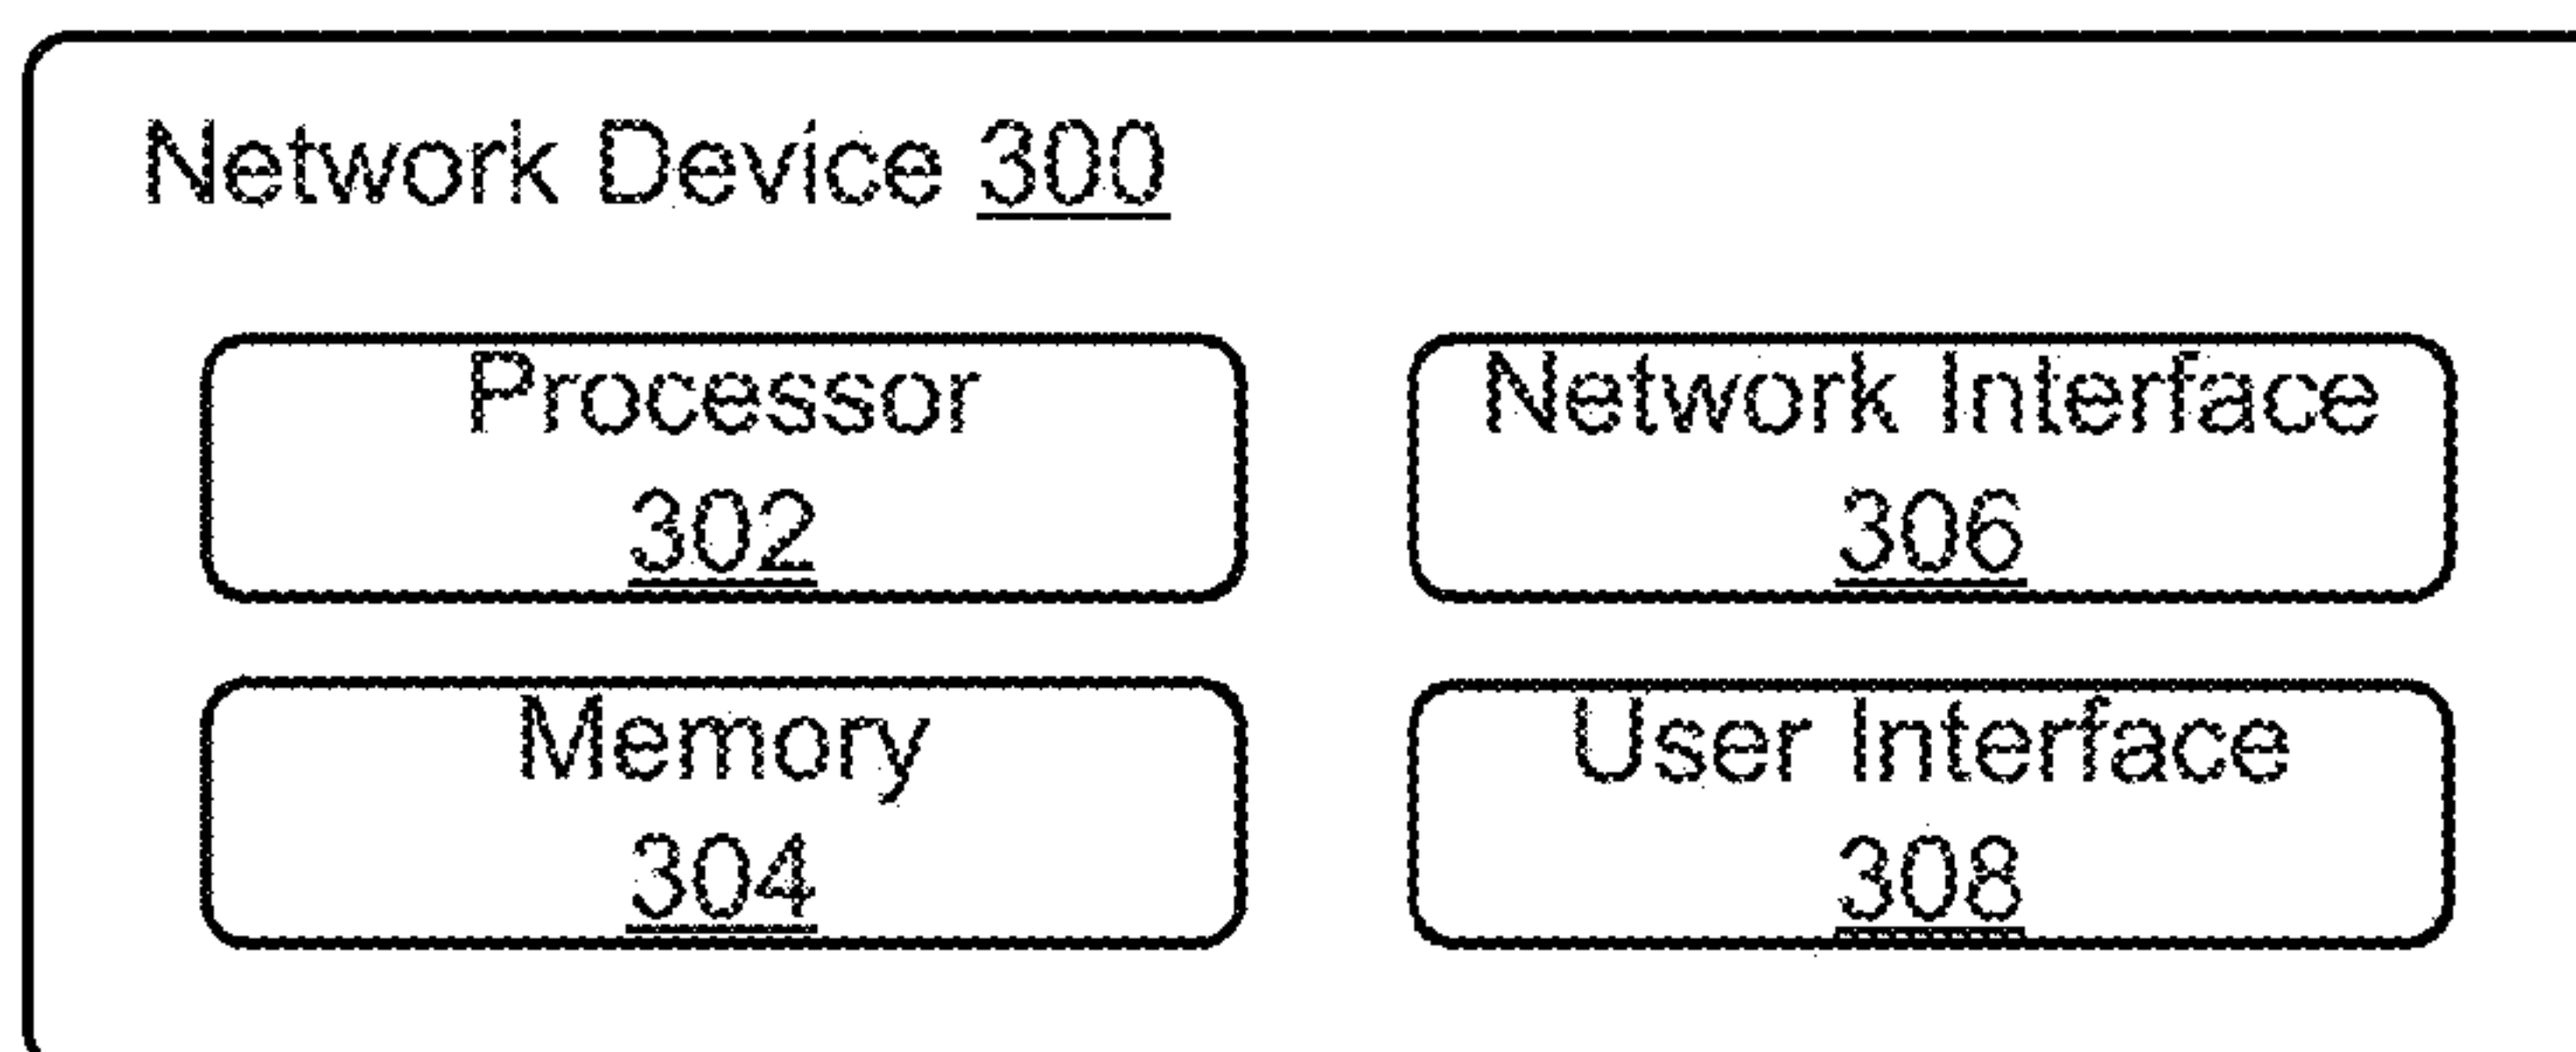 Network Device 300
Processor
302
Network Interface
306
Memory
304
User Interface
308